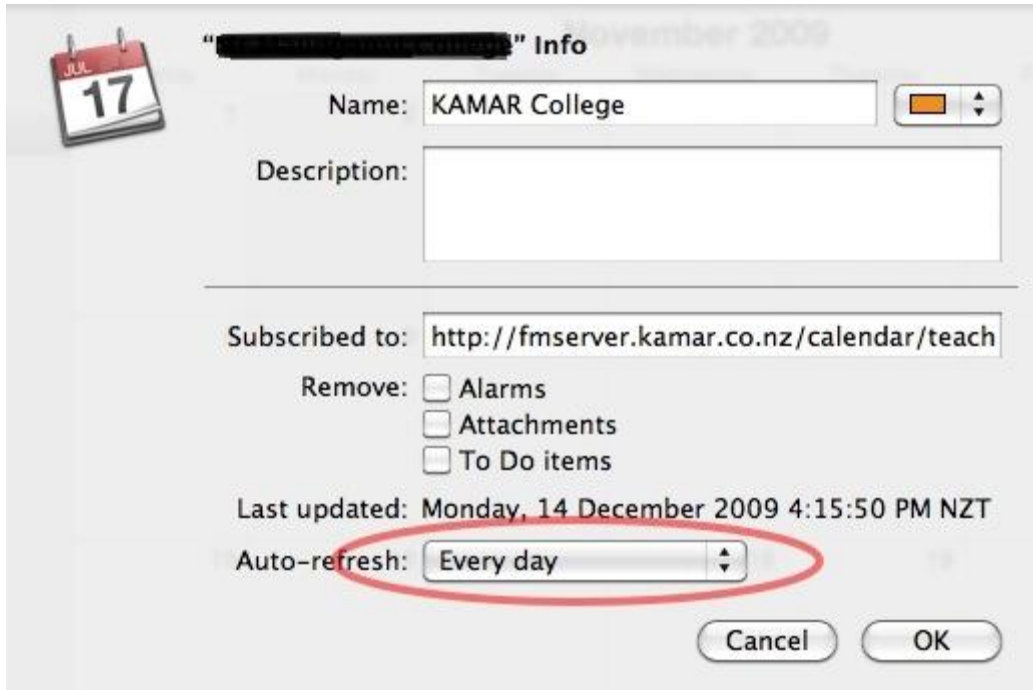 November 2009
" " Info
JUL
17
Name: KAMAR College
Description:
Subscribed to: http://fmserver.kamar.co.nz/calendar/teach
Remove: Alarms
Attachments
To Do items
Last updated: Monday, 14 December 2009 4:15:50 PM NZT
Auto-refresh: Every day
Cancel OK